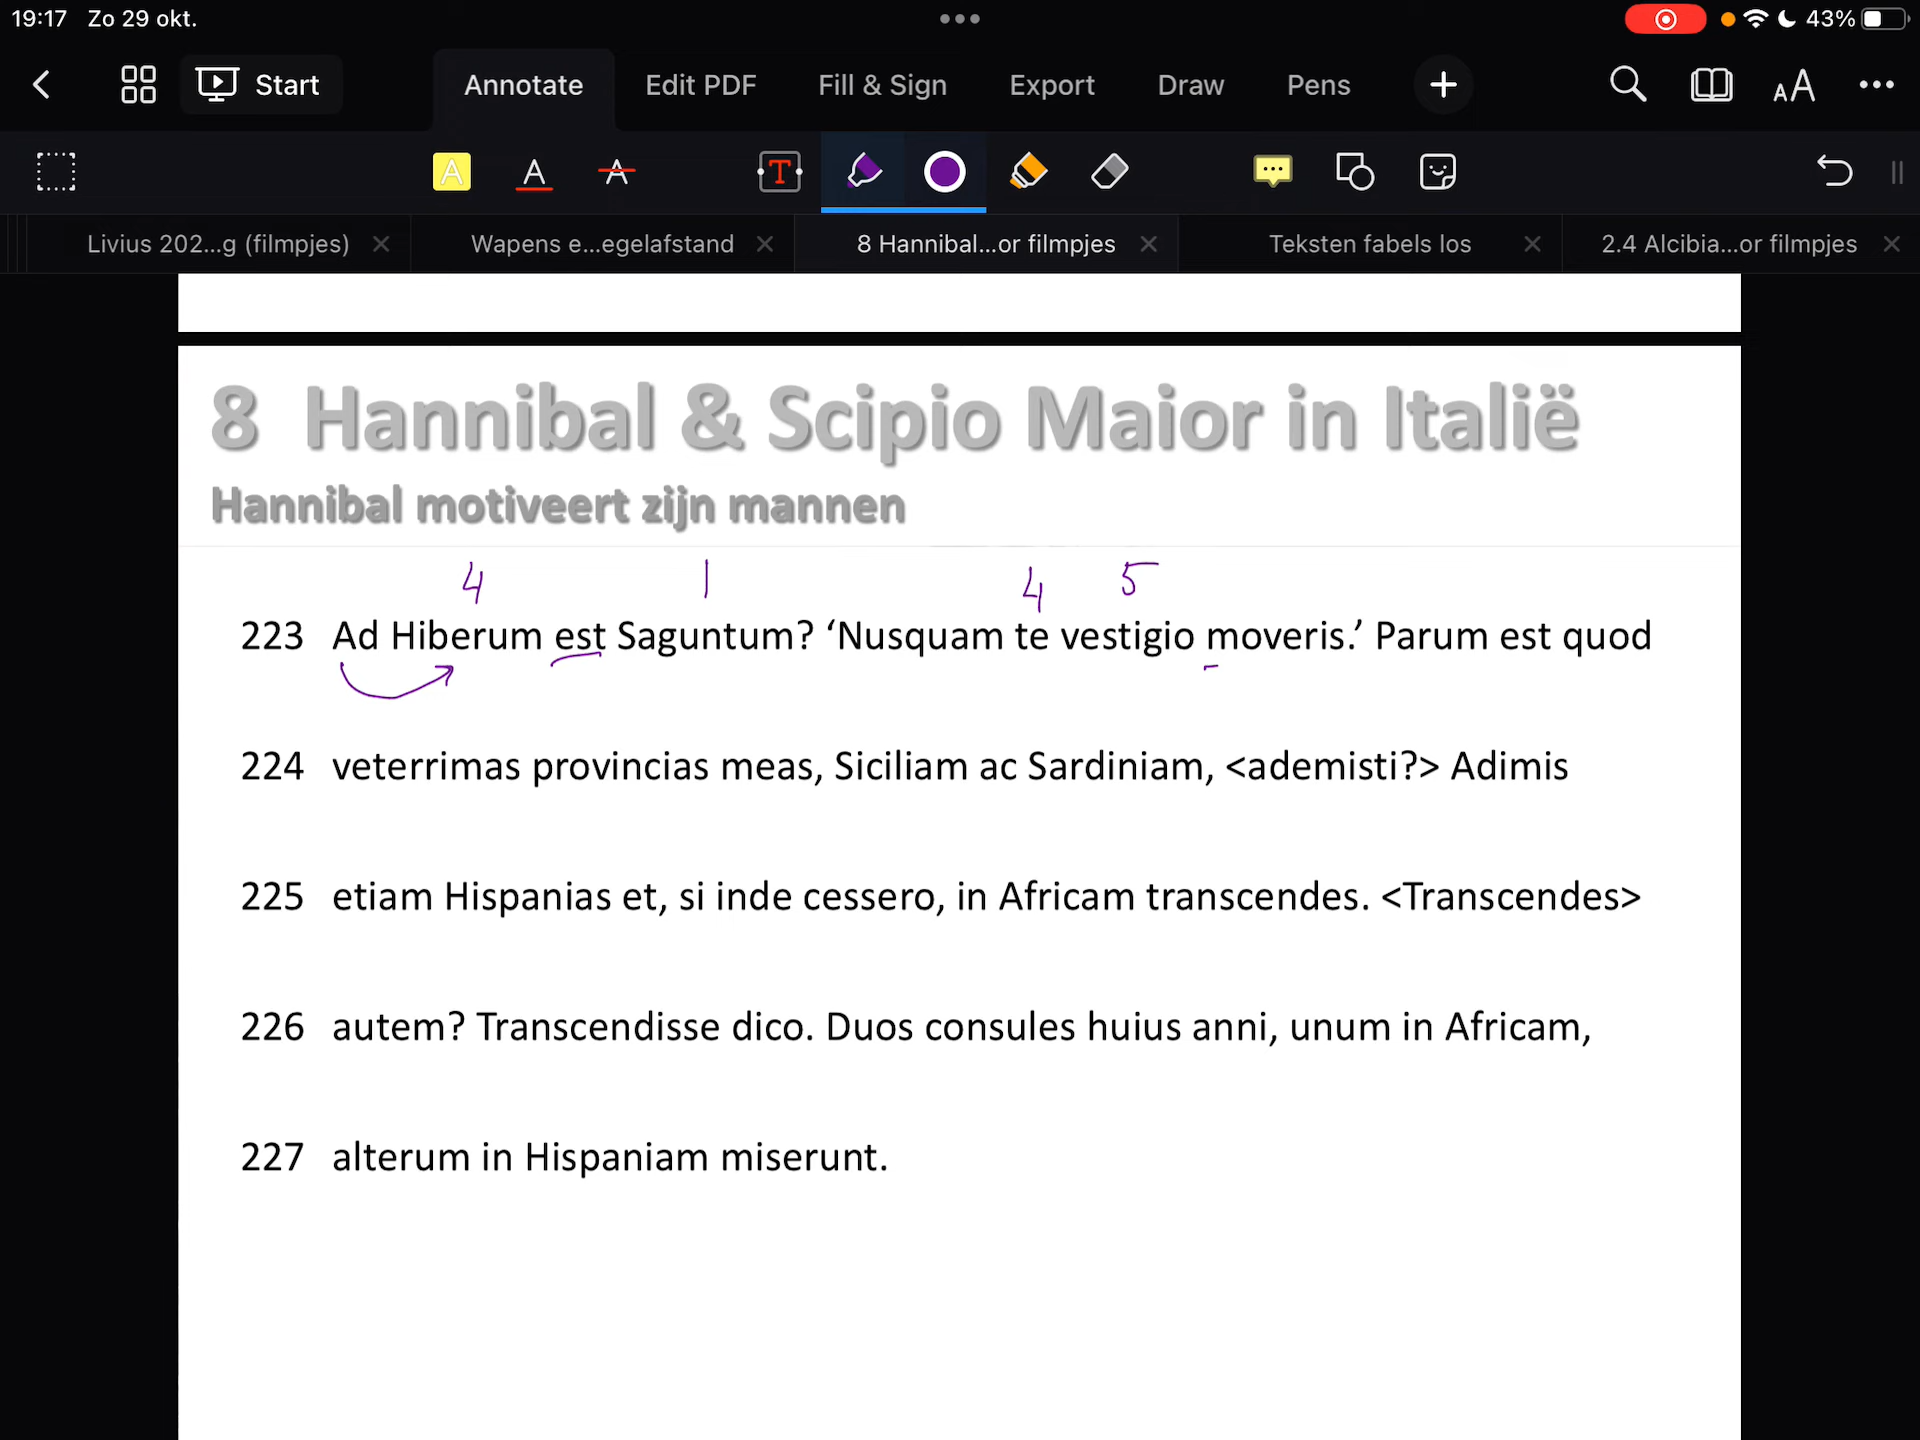 19:17 Zo 29 okt.
43%
Start
Annotate Edit PDF Fill & Sign Export Draw Pens
A A A T
Livius 202...g (filmpjes) Wapens e...egelafstand 8 Hannibal...or filmpjes Teksten fabels los 2.4 Alcibia...or filmpjes
8 Hannibal & Scipio Maior in Italië
Hannibal motiveert zijn mannen
4 1 4 5
223 Ad Hiberum est Saguntum? ‘Nusquam te vestigio moveris.’ Parum est quod
224 veterrimas provincias meas, Siciliam ac Sardiniam, <ademisti?> Adimis
225 etiam Hispanias et, si inde cessero, in Africam transcendes. <Transcendes>
226 autem? Transcendisse dico. Duos consules huius anni, unum in Africam,
227 alterum in Hispaniam miserunt.